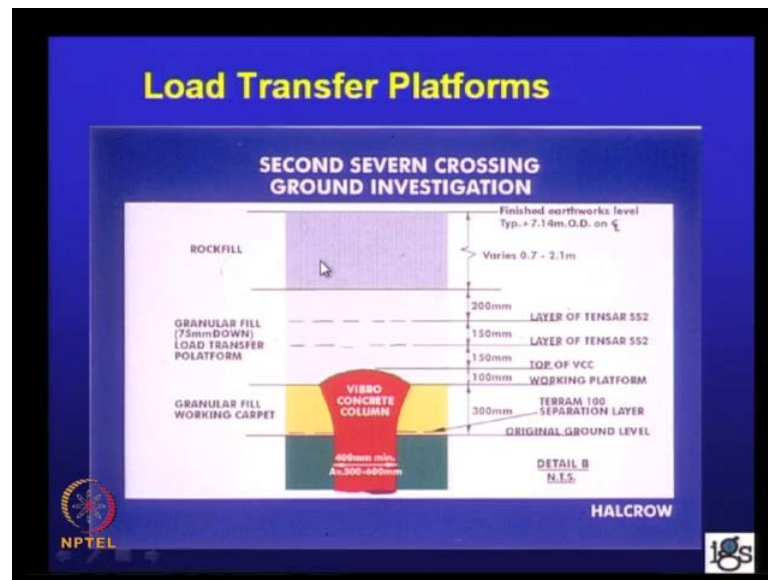 Load Transfer Platforms
SECOND SEVERN CROSSING
GROUND INVESTIGATION
Finished earthworks level
Typ.+7.14m.O.D. on ℄
ROCKFILL
Varies 0.7 - 2.1m
200mm
LAYER OF TENSAR SS2
GRANULAR FILL
(75mm DOWN)
LOAD TRANSFER
POLATFORM
150mm
LAYER OF TENSAR SS2
150mm
TOP OF VCC
100mm
WORKING PLATFORM
VIBRO
CONCRETE
COLUMN
GRANULAR FILL
WORKING CARPET
300mm
TERRAM 100
SEPARATION LAYER
ORIGINAL GROUND LEVEL
400mm min.
Av.500-600mm
DETAIL B
N.T.S.
HALCROW
NPTEL
igs